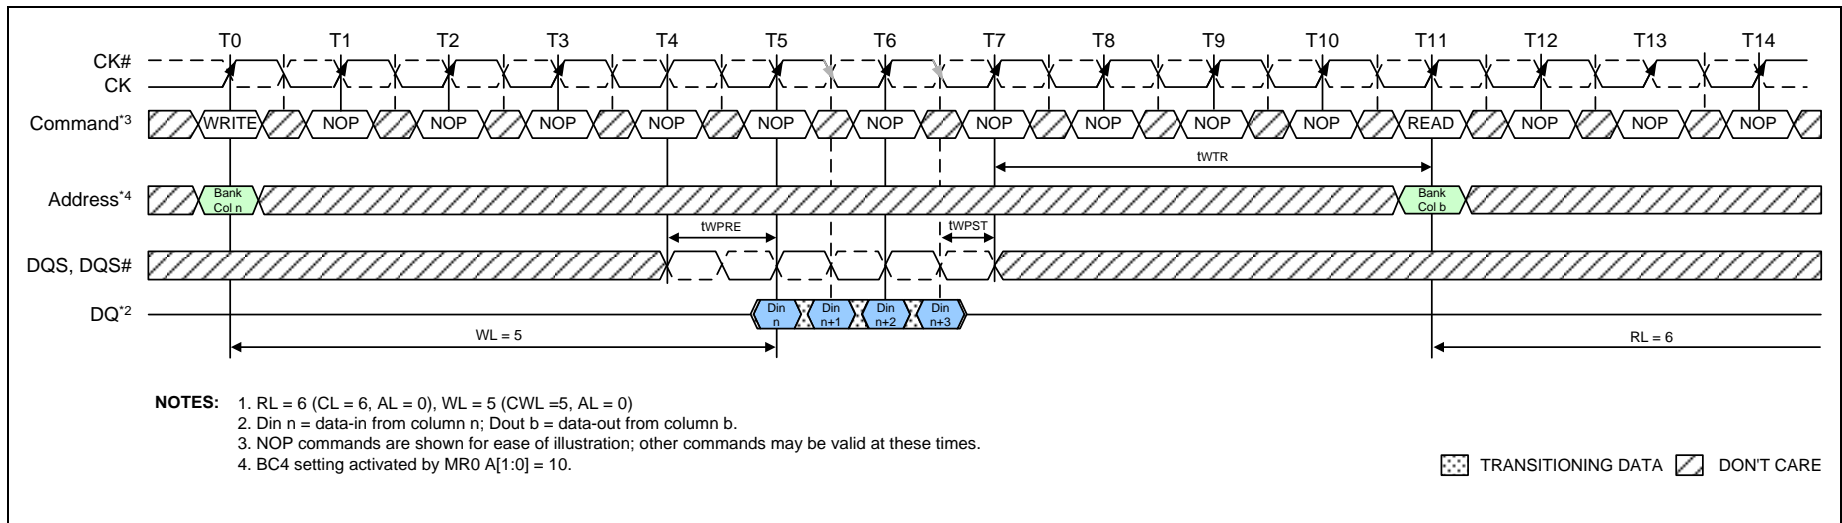 T0 T1 T2 T3 T4 T5 T6 T7 T8 T9 T10 T11 T12 T13 T14
CK#
CK
Command*3 WRITE NOP NOP NOP NOP NOP NOP NOP NOP NOP NOP READ NOP NOP NOP
tWTR
Address*4 Bank Col n Bank Col b
tWPRE tWPST
DQS, DQS#
DQ*2 Din n Din n+1 Din n+2 Din n+3
WL = 5 RL = 6
NOTES: 1. RL = 6 (CL = 6, AL = 0), WL = 5 (CWL =5, AL = 0)
2. Din n = data-in from column n; Dout b = data-out from column b.
3. NOP commands are shown for ease of illustration; other commands may be valid at these times.
4. BC4 setting activated by MR0 A[1:0] = 10.
TRANSITIONING DATA DON'T CARE